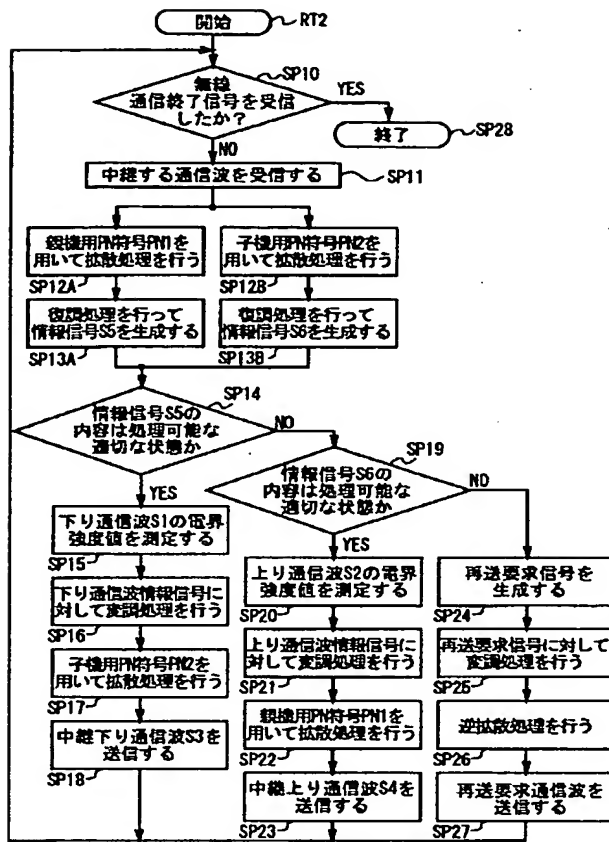 開始
RT2
SP10
無線
通信終了信号を受信
したか?
YES
終了
SP28
NO
中継する通信波を受信する
SP11
親機用PN符号PN1を
用いて拡散処理を行う
SP12A
子機用PN符号PN2を
用いて拡散処理を行う
SP12B
復調処理を行って
情報信号S5を生成する
SP13A
復調処理を行って
情報信号S6を生成する
SP13B
SP14
情報信号S5の
内容は処理可能な
適切な状態か
NO
YES
SP19
情報信号S6の
内容は処理可能な
適切な状態か
NO
YES
下り通信波S1の電界
強度値を測定する
SP15
下り通信波情報信号に
対して変調処理を行う
SP16
子機用PN符号PN2を
用いて拡散処理を行う
SP17
中継下り通信波S3を
送信する
SP18
上り通信波S2の電界
強度値を測定する
SP20
上り通信波情報信号に
対して変調処理を行う
SP21
親機用PN符号PN1を
用いて拡散処理を行う
SP22
中継上り通信波S4を
送信する
SP23
再送要求信号を
生成する
SP24
再送要求信号に対して
変調処理を行う
SP25
逆拡散処理を行う
SP26
再送要求通信波を
送信する
SP27